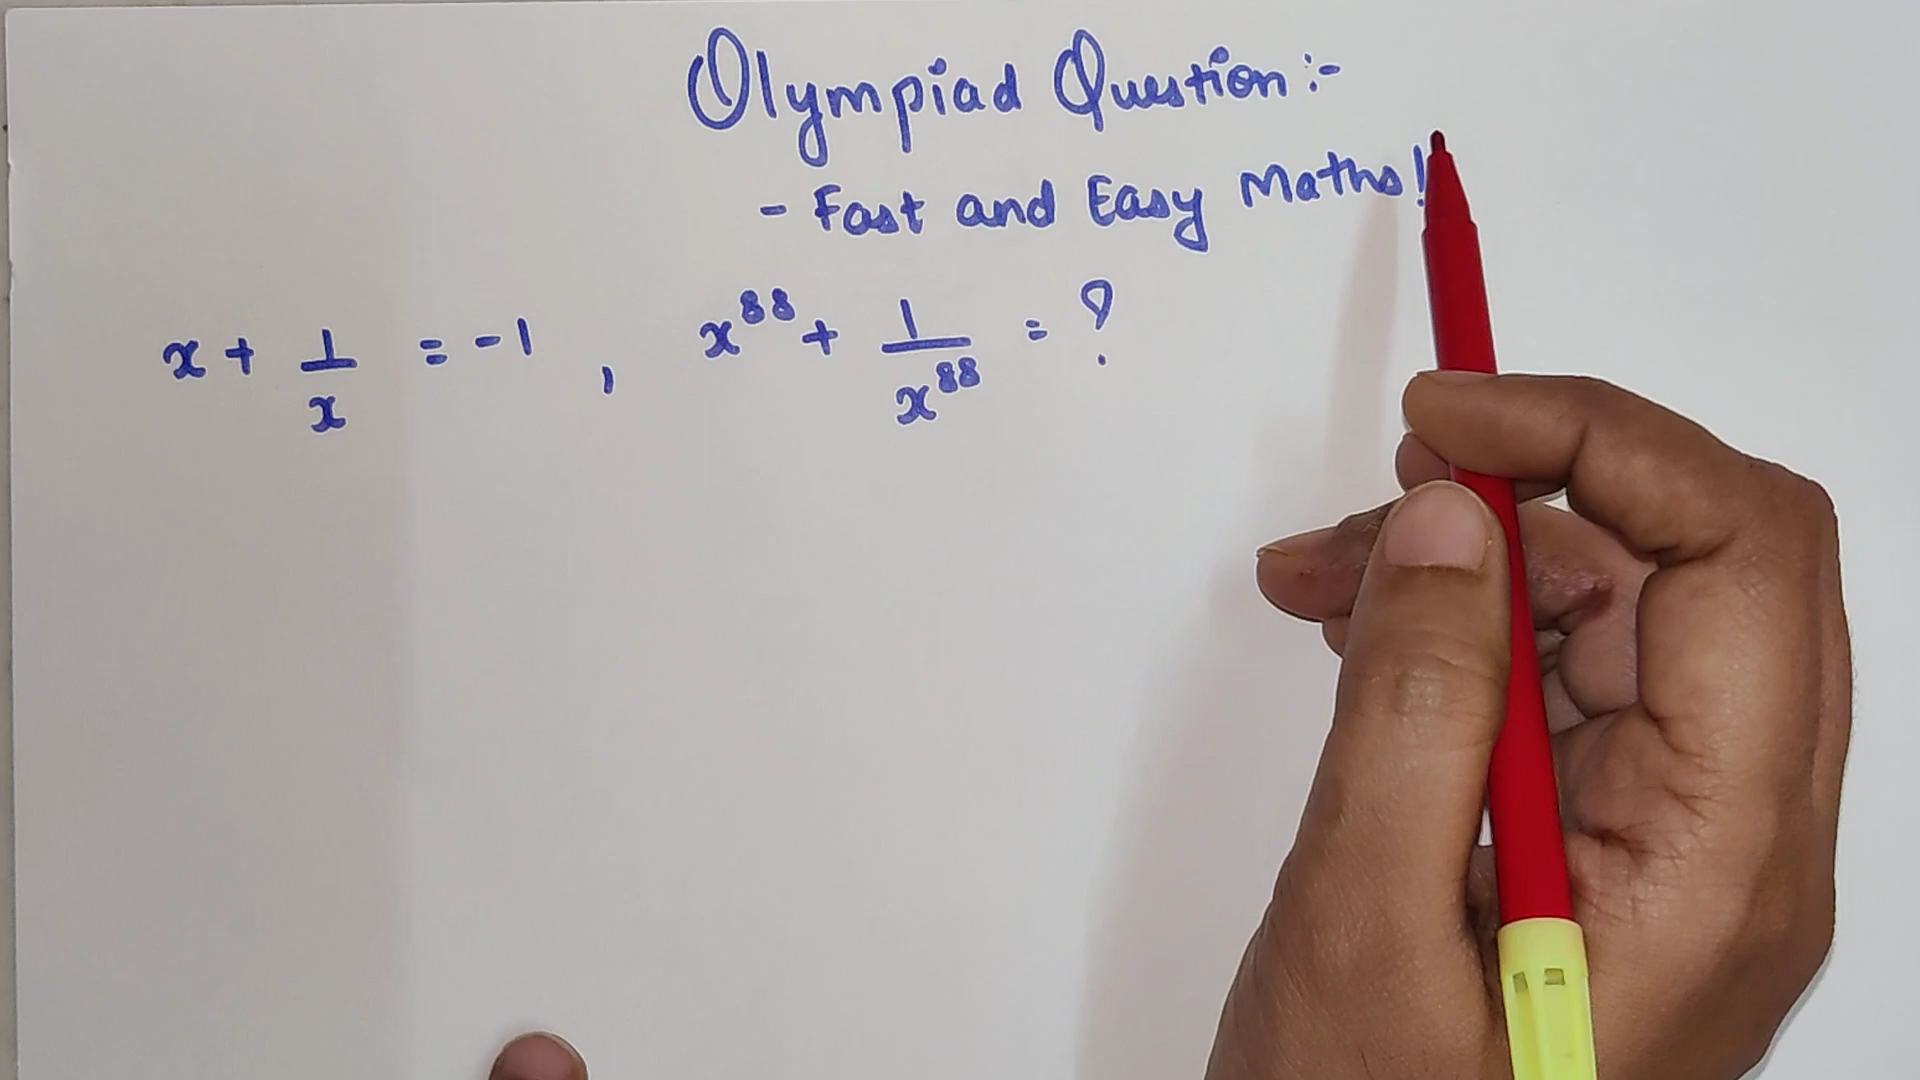 Olympiad Question :-
- Fast and Easy Maths!
x + 1/x = -1 , x^88 + 1/x^88 = ?